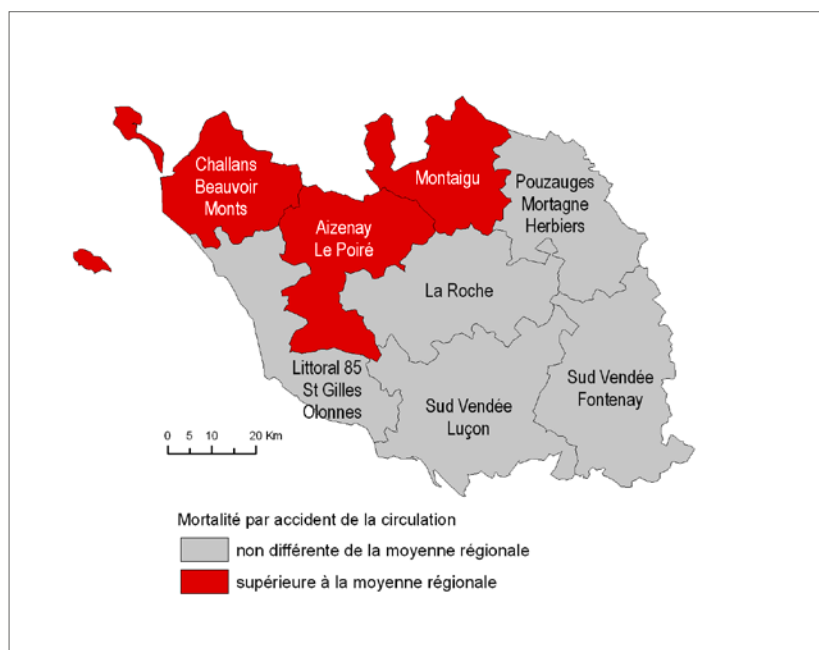 Challans
Beauvoir
Monts
Montaigu
Pouzauges
Mortagne
Herbiers
Aizenay
Le Poiré
La Roche
Littoral 85
St Gilles
Olonnes
Sud Vendée
Luçon
Sud Vendée
Fontenay
0 5 10 20 Km
Mortalité par accident de la circulation
non différente de la moyenne régionale
supérieure à la moyenne régionale